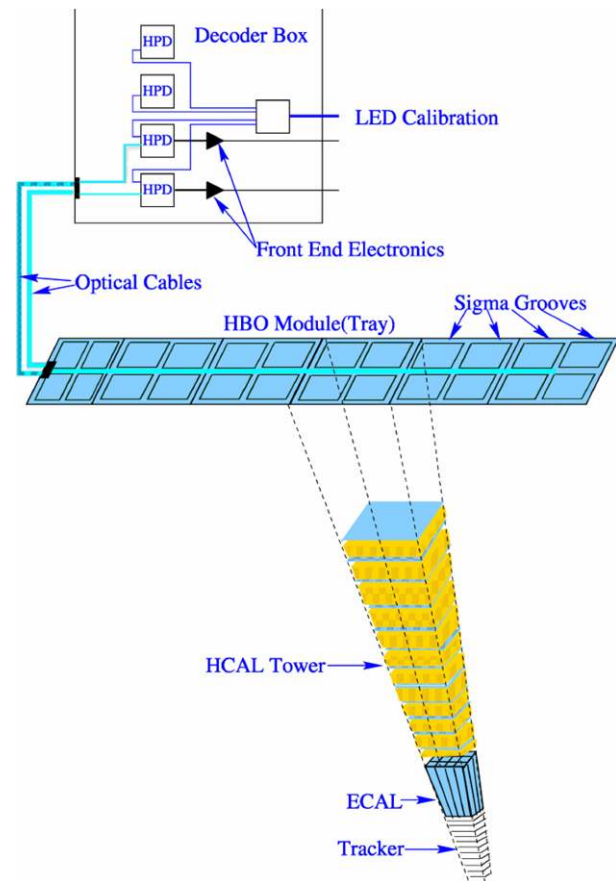 HPD
Decoder Box
HPD
LED Calibration
HPD
HPD
Front End Electronics
Optical Cables
Sigma Grooves
HBO Module(Tray)
HCAL Tower
ECAL
Tracker